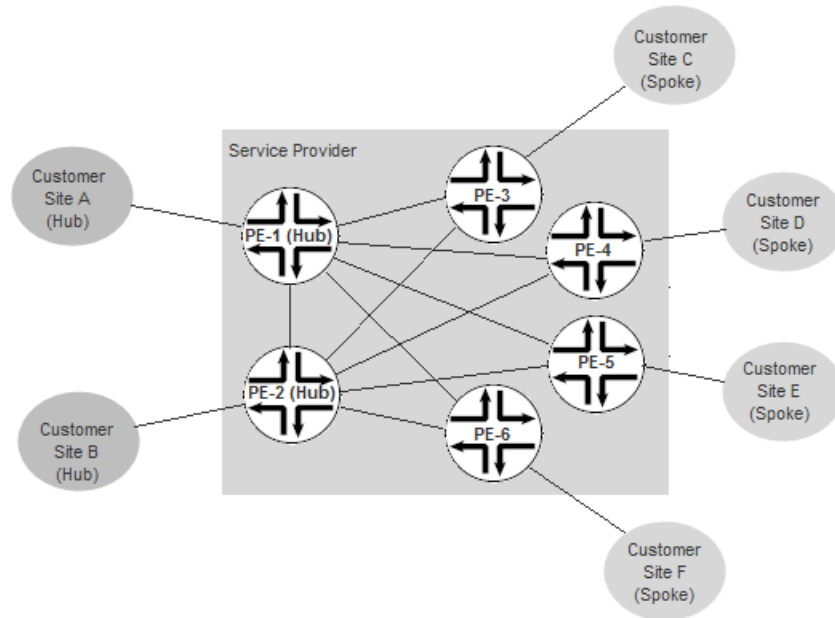 Customer
Site C
(Spoke)
Service Provider
Customer
Site A
(Hub)
PE-3
Customer
Site D
(Spoke)
PE-1 (Hub)
PE-4
PE-5
Customer
Site E
(Spoke)
PE-2 (Hub)
PE-6
Customer
Site B
(Hub)
Customer
Site F
(Spoke)